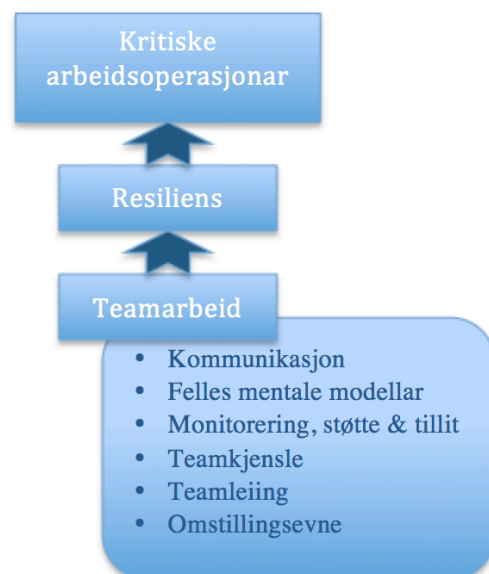 Kritiske
arbeidsoperasjonar
Resiliens
Teamarbeid
• Kommunikasjon
• Felles mentale modellar
• Monitorering, støtte & tillit
• Teamkjensle
• Teamleiing
• Omstillingsevne